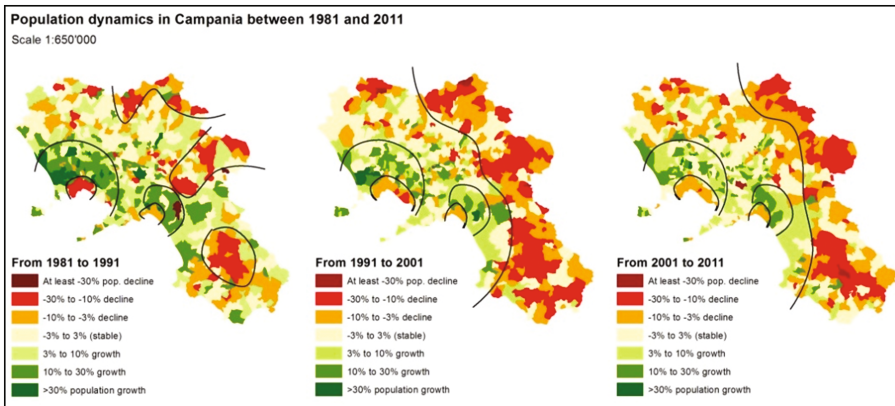 Population dynamics in Campania between 1981 and 2011
Scale 1:650'000
From 1981 to 1991
At least -30% pop. decline
-30% to -10% decline
-10% to -3% decline
-3% to 3% (stable)
3% to 10% growth
10% to 30% growth
>30% population growth
From 1991 to 2001
At least -30% pop. decline
-30% to -10% decline
-10% to -3% decline
-3% to 3% (stable)
3% to 10% growth
10% to 30% growth
>30% population growth
From 2001 to 2011
At least -30% pop. decline
-30% to -10% decline
-10% to -3% decline
-3% to 3% (stable)
3% to 10% growth
10% to 30% growth
>30% population growth